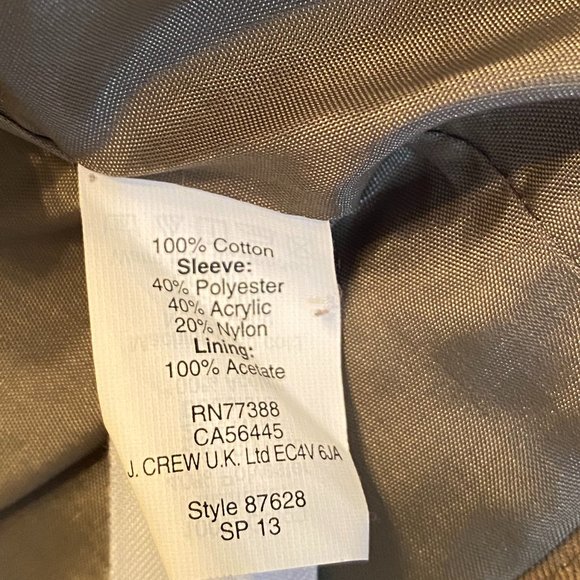 100% Cotton
Sleeve:
40% Polyester
40% Acrylic
20% Nylon
Lining:
100% Acetate
RN77388
CA56445
J. CREW U.K. Ltd EC4V 6JA
Style 87628
SP 13